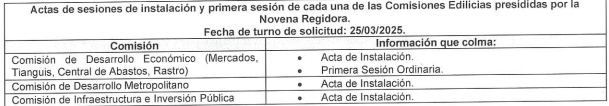 Actas de sesiones de instalación y primera sesión de cada una de las Comisiones Edilicias presididas por la
Novena Regidora.
Fecha de turno de solicitud: 25/03/2025.
Comisión
Información que colma:
Comisión de Desarrollo Económico (Mercados,
Tianguis, Central de Abastos, Rastro)
• Acta de Instalación.
• Primera Sesión Ordinaria.
Comisión de Desarrollo Metropolitano
• Acta de Instalación.
Comisión de Infraestructura e Inversión Pública
• Acta de Instalación.